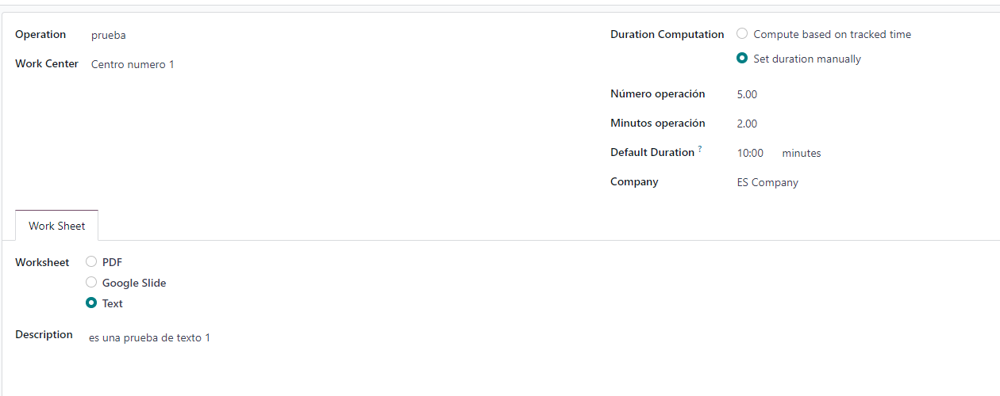 Operation prueba
Work Center Centro numero 1
Duration Computation Compute based on tracked time
Set duration manually
Número operación 5.00
Minutos operación 2.00
Default Duration ? 10:00 minutes
Company ES Company
Work Sheet
Worksheet PDF
Google Slide
Text
Description es una prueba de texto 1